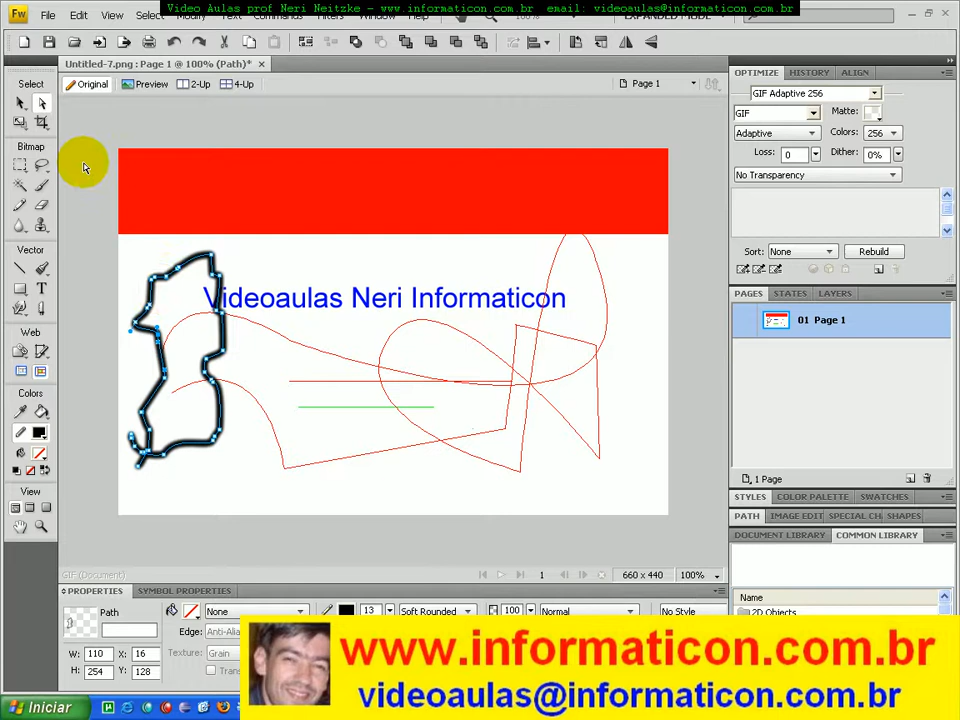 Video Aulas prof Neri Neitzke - www.informaticon.com.br email: videoaulas@informaticon.com.br
Fw File Edit View Select
Untitled-7.png : Page 1 @ 100% (Path)*
Original Preview 2-Up 4-Up Page 1
Select
Bitmap
Vector
Web
Colors
View
Videoaulas Neri Informaticon
OPTIMIZE HISTORY ALIGN
GIF Adaptive 256
GIF Matte:
Adaptive Colors: 256
Loss: 0 Dither: 0%
No Transparency
Sort: None Rebuild
PAGES STATES LAYERS
01 Page 1
1 Page
STYLES COLOR PALETTE SWATCHES
PATH IMAGE EDIT SPECIAL CH SHAPES
DOCUMENT LIBRARY COMMON LIBRARY
Name
2D Objects
GIF (Document) 1 660 x 440 100%
PROPERTIES SYMBOL PROPERTIES
Path None 13 Soft Rounded 100 Normal No Style
Edge: Anti-Alia
W: 110 X: 16 Texture: Grain
H: 254 Y: 128 Trans
www.informaticon.com.br
videoaulas@informaticon.com.br
Iniciar